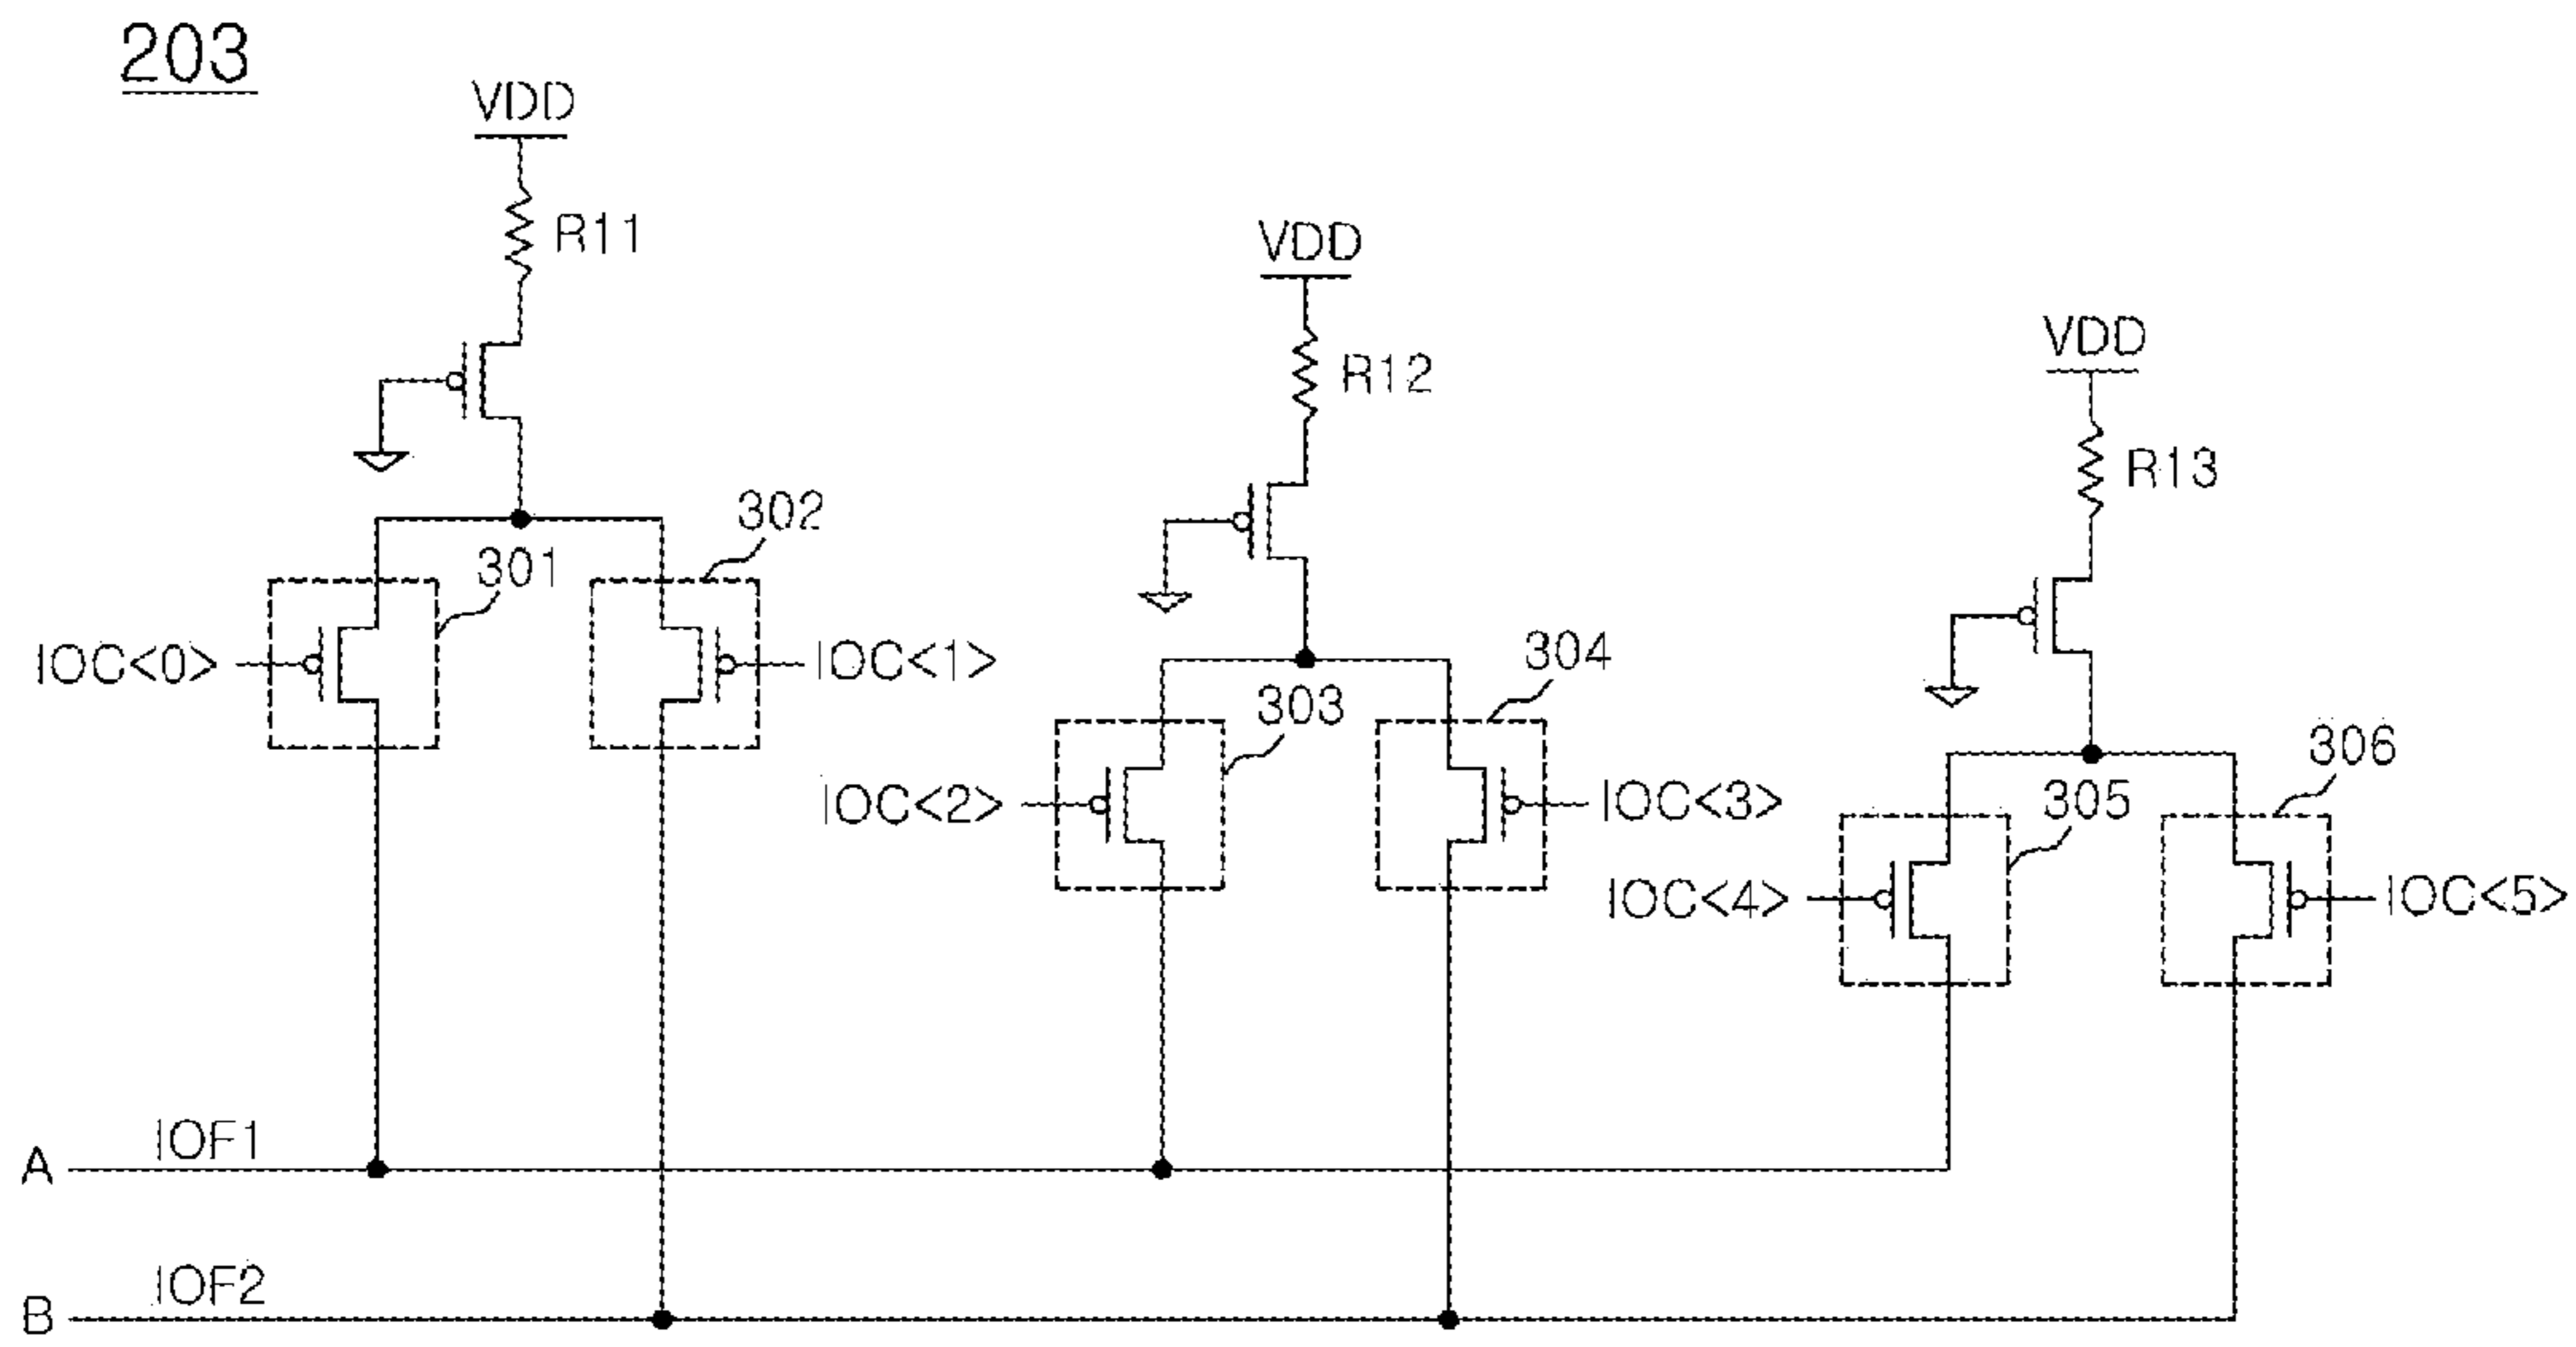 203
VDD
R11
VDD
R12
VDD
R13
302
301
IOC<0>
IOC<1>
304
303
IOC<2>
IOC<3>
306
305
IOC<4>
IOC<5>
A
IOF1
B
IOF2